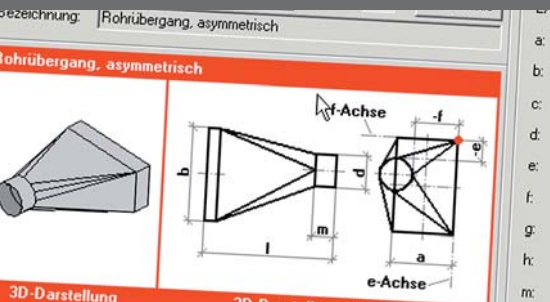 Bezeichnung: Rohrübergang, asymmetrisch
Rohrübergang, asymmetrisch
f-Achse
-f
-e
b
d
m
l
a
e-Achse
3D-Darstellung
a:
b:
c:
d:
e:
f:
g:
h:
m: